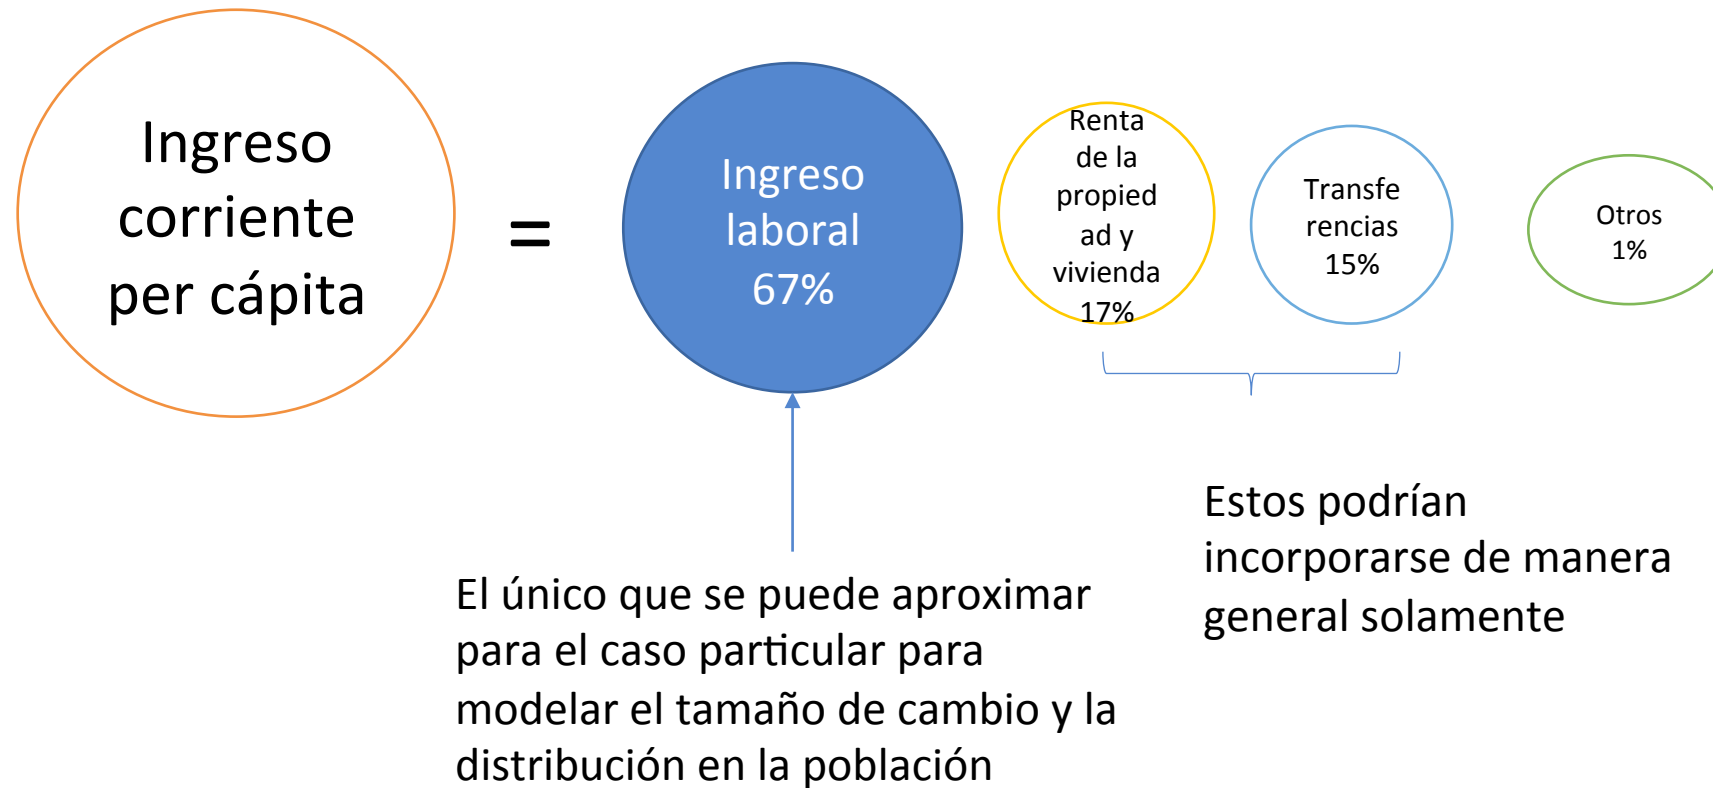 Ingreso
corriente
per cápita
=
Ingreso
laboral
67%
Renta
de la
propied
ad y
vivienda
17%
Transfe
rencias
15%
Otros
1%
El único que se puede aproximar
para el caso particular para
modelar el tamaño de cambio y la
distribución en la población
Estos podrían
incorporarse de manera
general solamente